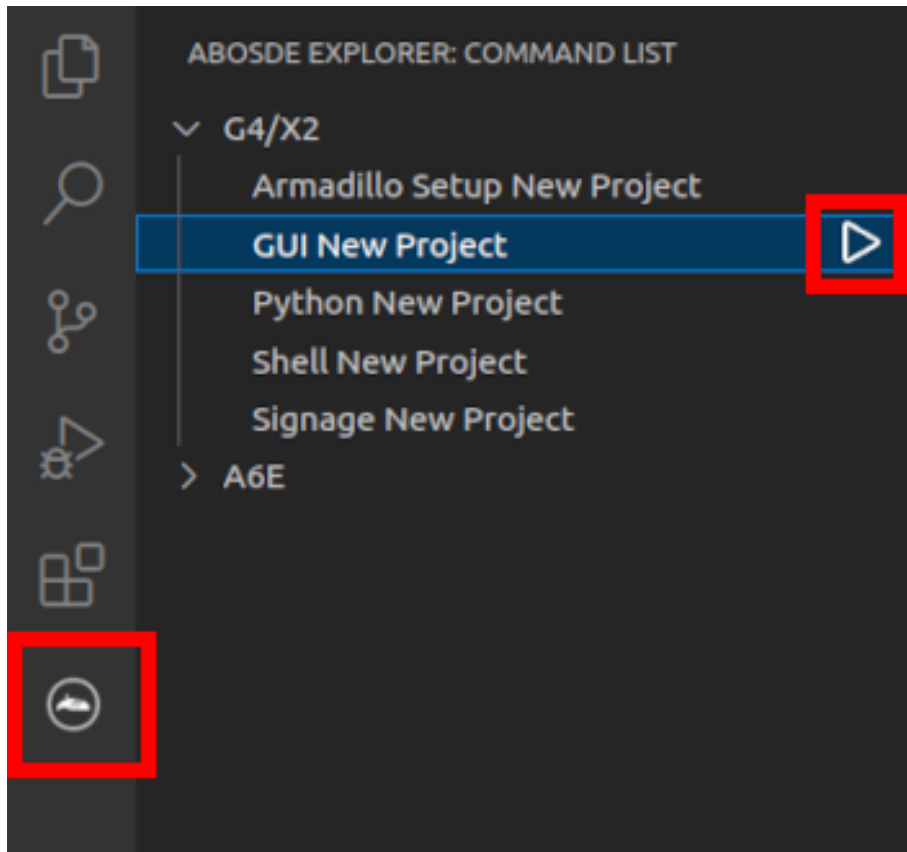 ABOSDE EXPLORER: COMMAND LIST
G4/X2
Armadillo Setup New Project
GUI New Project
Python New Project
Shell New Project
Signage New Project
A6E